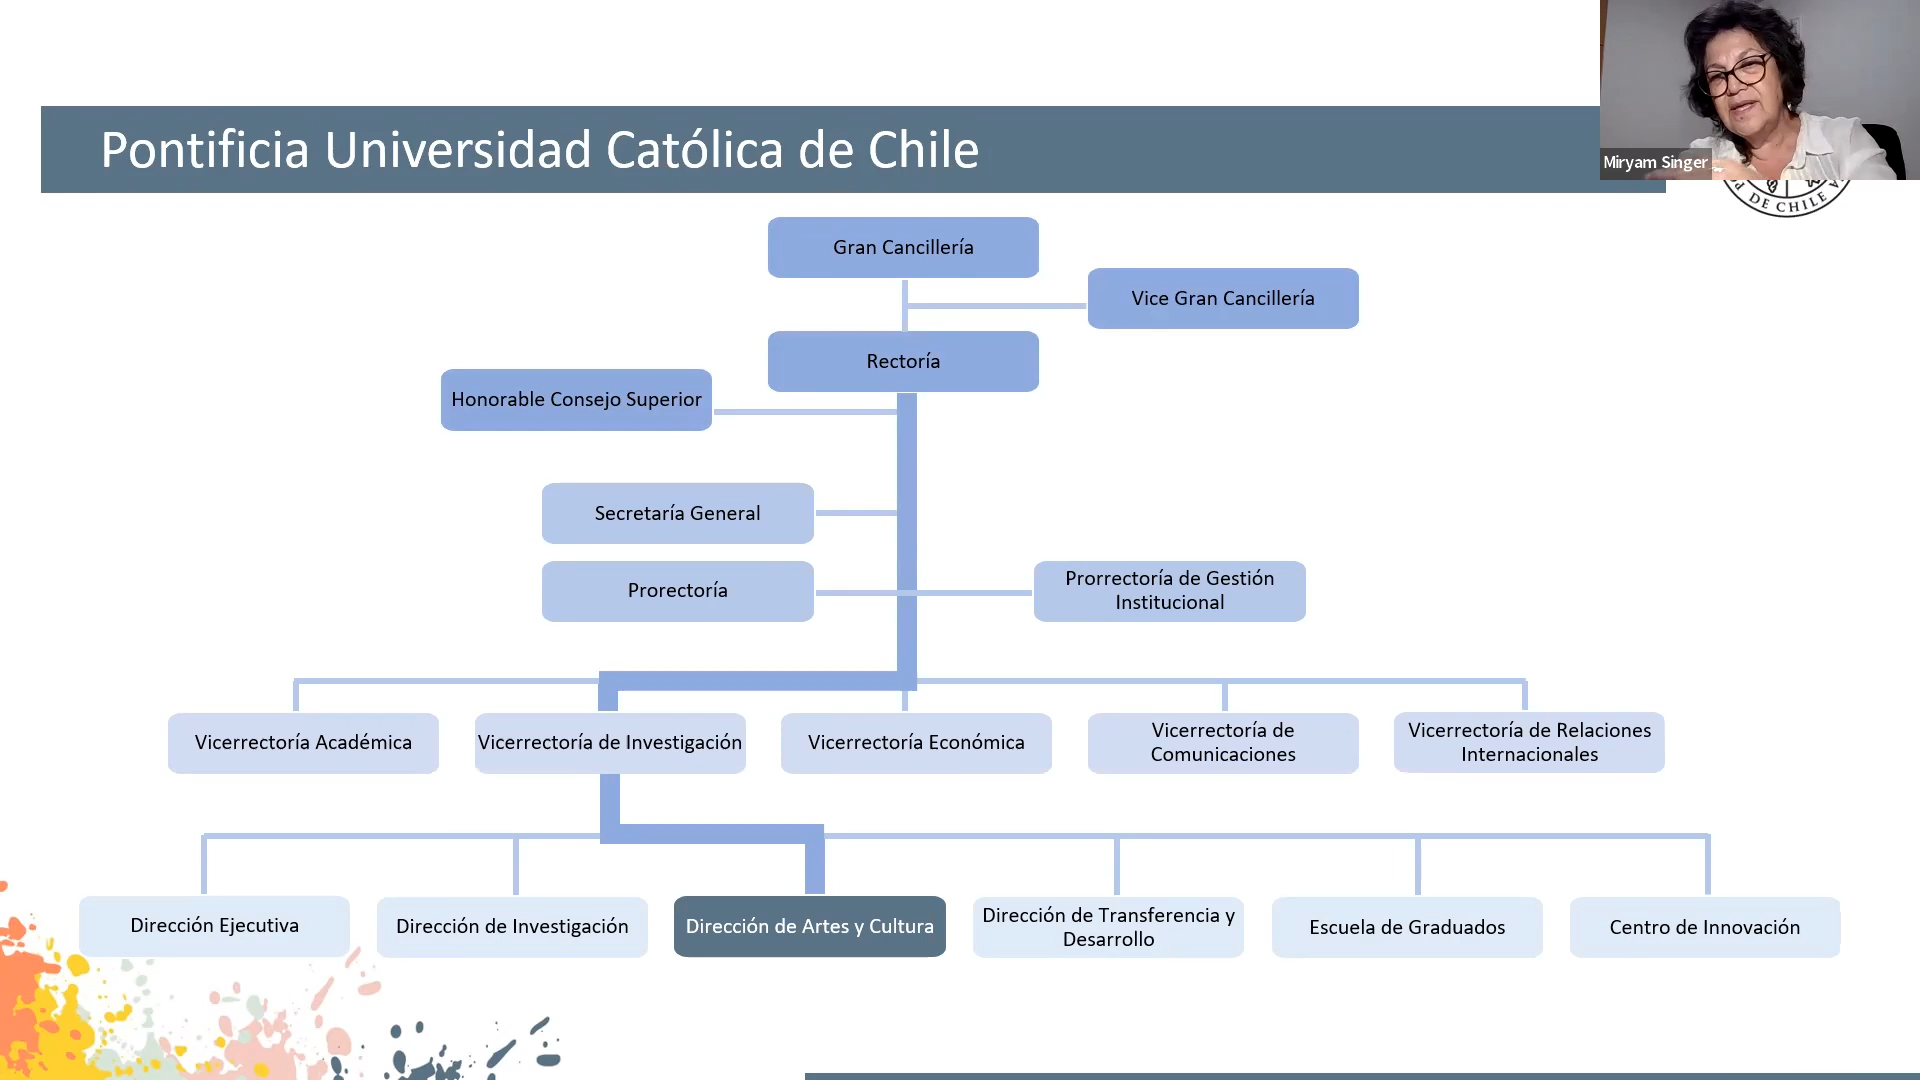 Pontificia Universidad Católica de Chile
Miryam Singer
DE CHILE
Gran Cancillería
Vice Gran Cancillería
Rectoría
Honorable Consejo Superior
Secretaría General
Prorectoría
Prorrectoría de Gestión
Institucional
Vicerrectoría Académica
Vicerrectoría de Investigación
Vicerrectoría Económica
Vicerrectoría de
Comunicaciones
Vicerrectoría de Relaciones
Internacionales
Dirección Ejecutiva
Dirección de Investigación
Dirección de Artes y Cultura
Dirección de Transferencia y
Desarrollo
Escuela de Graduados
Centro de Innovación